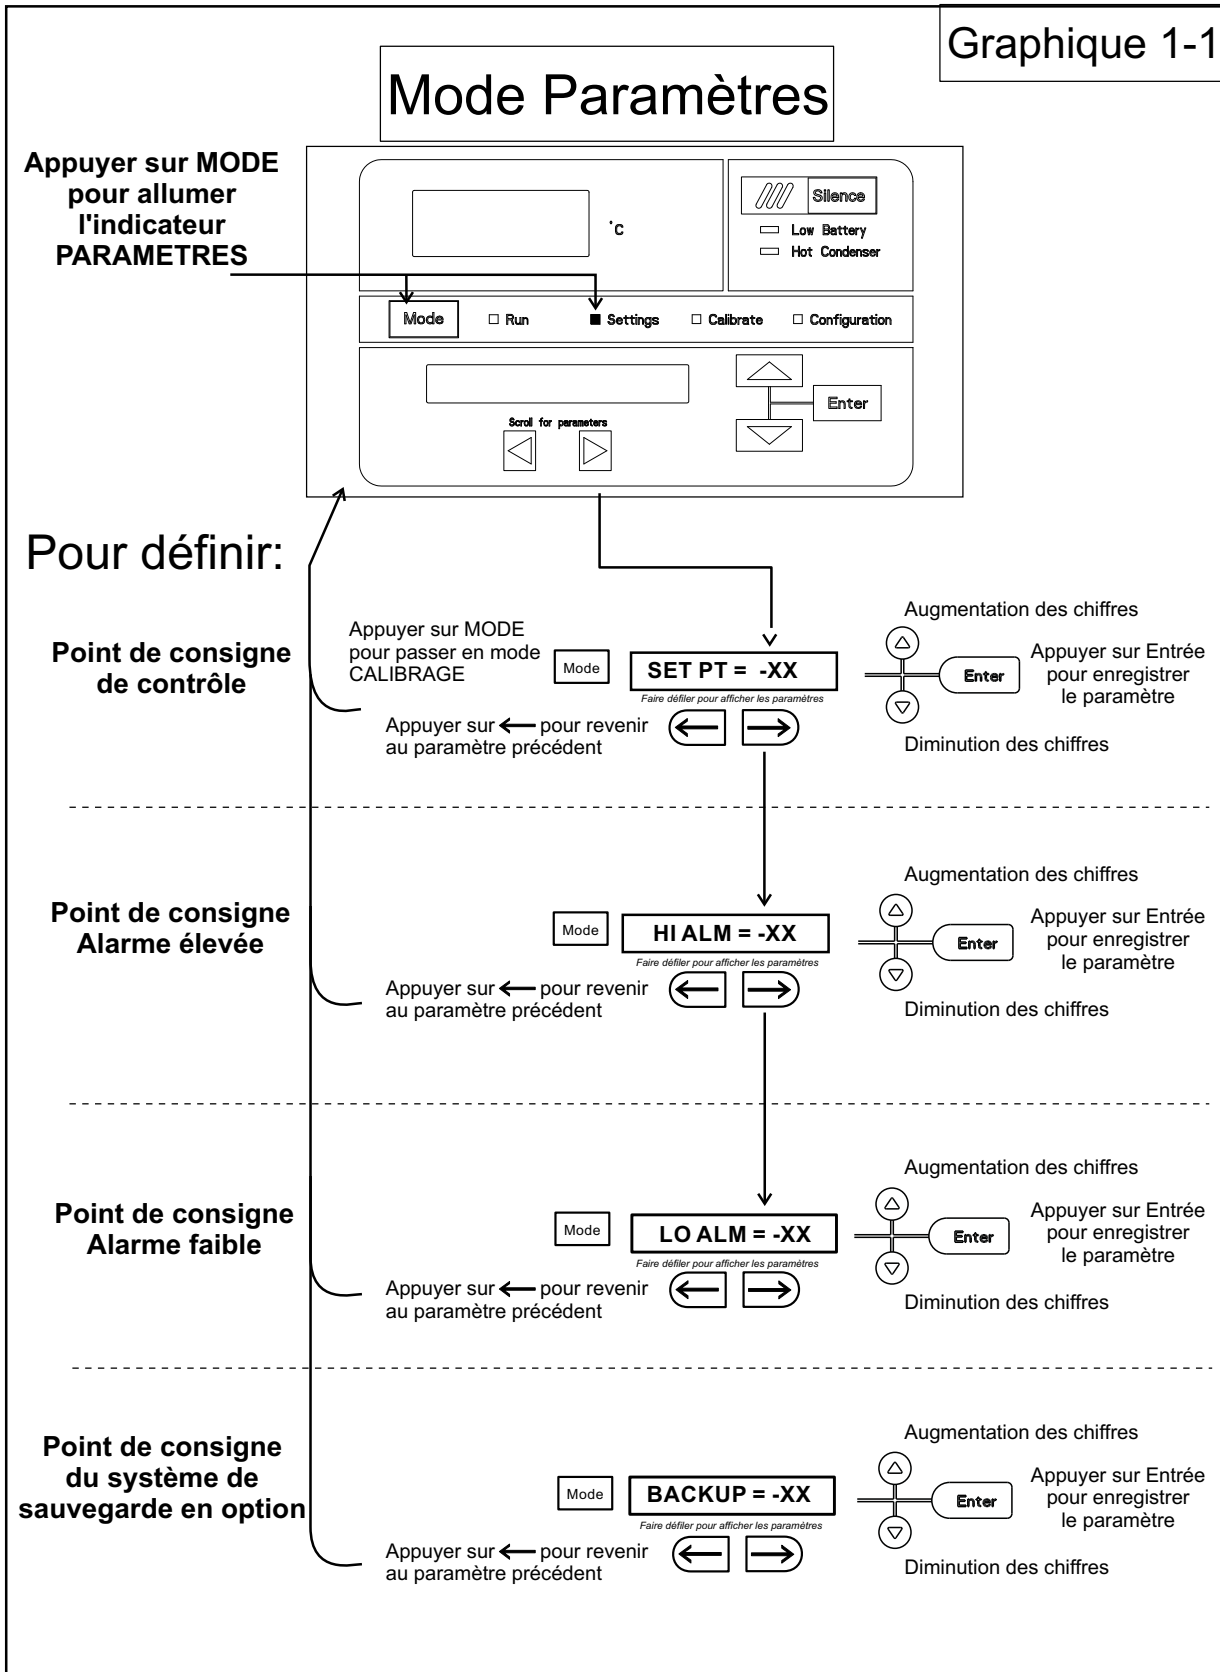 Graphique 1-1
Mode Paramètres
Appuyer sur MODE
pour allumer
l'indicateur
PARAMETRES
°C
Silence
Low Battery
Hot Condenser
Mode
Run
Settings
Calibrate
Configuration
Scroll for parameters
Enter
Pour définir:
Point de consigne
de contrôle
Appuyer sur MODE
pour passer en mode
CALIBRAGE
Mode
SET PT = -XX
Faire défiler pour afficher les paramètres
Appuyer sur ← pour revenir
au paramètre précédent
Augmentation des chiffres
Enter
Appuyer sur Entrée
pour enregistrer
le paramètre
Diminution des chiffres
Point de consigne
Alarme élevée
Mode
HI ALM = -XX
Faire défiler pour afficher les paramètres
Appuyer sur ← pour revenir
au paramètre précédent
Augmentation des chiffres
Enter
Appuyer sur Entrée
pour enregistrer
le paramètre
Diminution des chiffres
Point de consigne
Alarme faible
Mode
LO ALM = -XX
Faire défiler pour afficher les paramètres
Appuyer sur ← pour revenir
au paramètre précédent
Augmentation des chiffres
Enter
Appuyer sur Entrée
pour enregistrer
le paramètre
Diminution des chiffres
Point de consigne
du système de
sauvegarde en option
Mode
BACKUP = -XX
Faire défiler pour afficher les paramètres
Appuyer sur ← pour revenir
au paramètre précédent
Augmentation des chiffres
Enter
Appuyer sur Entrée
pour enregistrer
le paramètre
Diminution des chiffres